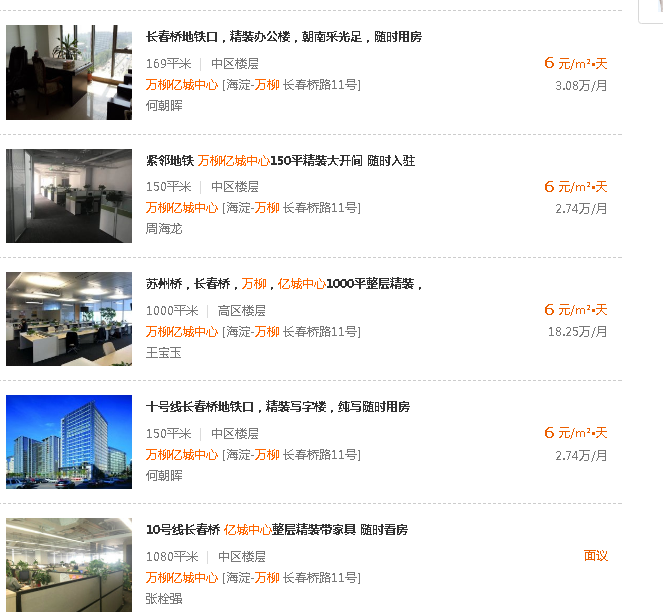 长春桥地铁口，精装办公楼，朝南采光足，随时用房
169平米 | 中区楼层
6 元/m²•天
万柳亿城中心 [海淀-万柳 长春桥路11号]
3.08万/月
何朝晖
紧邻地铁 万柳亿城中心150平精装大开间 随时入驻
150平米 | 中区楼层
6 元/m²•天
万柳亿城中心 [海淀-万柳 长春桥路11号]
2.74万/月
周海龙
苏州桥，长春桥，万柳，亿城中心1000平整层精装，
1000平米 | 高区楼层
6 元/m²•天
万柳亿城中心 [海淀-万柳 长春桥路11号]
18.25万/月
王宝玉
十号线长春桥地铁口，精装写字楼，纯写随时用房
150平米 | 中区楼层
6 元/m²•天
万柳亿城中心 [海淀-万柳 长春桥路11号]
2.74万/月
何朝晖
10号线长春桥 亿城中心整层精装带家具 随时看房
1080平米 | 中区楼层
面议
万柳亿城中心 [海淀-万柳 长春桥路11号]
张栓强